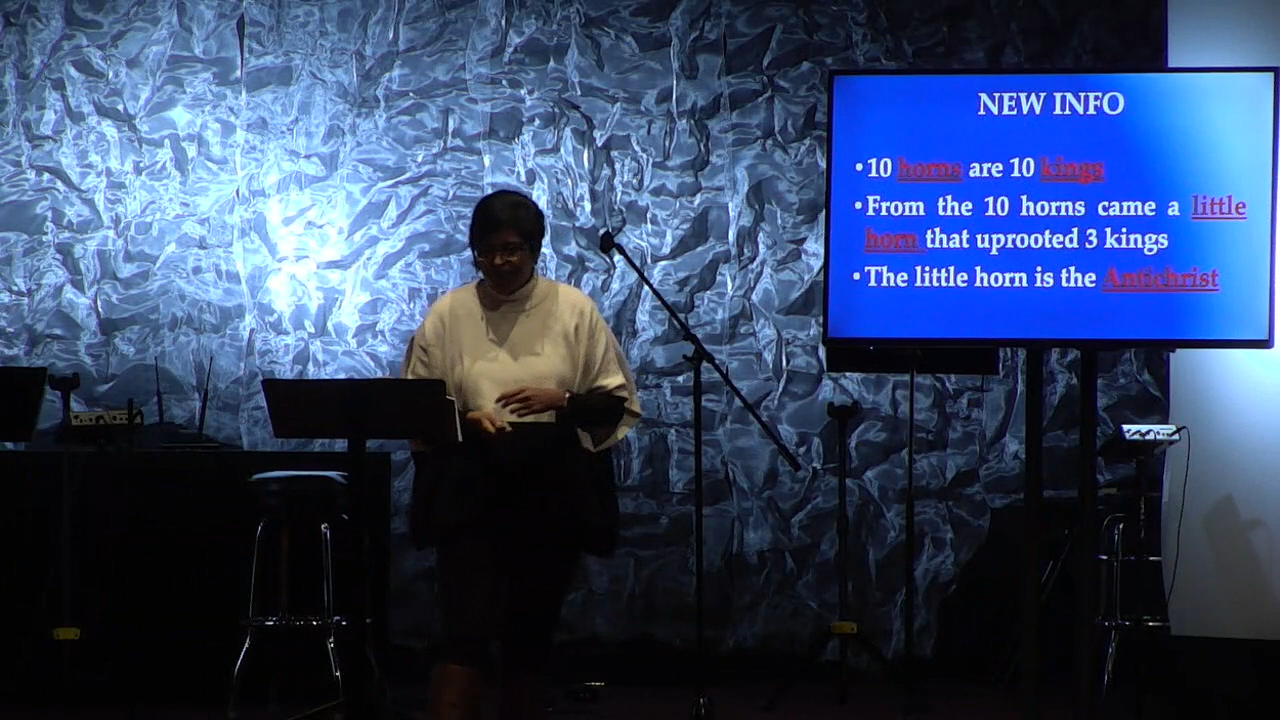 NEW INFO
•10 horns are 10 kings
•From the 10 horns came a little
horn that uprooted 3 kings
•The little horn is the Antichrist